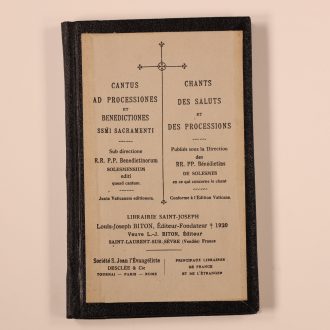 CANTUS
AD PROCESSIONES
ET
BENEDICTIONES
SSMI SACRAMENTI
Sub directione
RR. P.P. Benedictinorum
SOLESMENSIUM
editi
quoad cantum.
Juxta Vaticanam editionem.
CHANTS
DES SALUTS
ET
DES PROCESSIONS
Publiés sous la Direction
des
RR. PP. Bénédictins
DE SOLESMES
en ce qui concerne le chant
Conforme à l'Édition Vaticane.
LIBRAIRIE SAINT-JOSEPH
Louis-Joseph BITON, Éditeur-Fondateur † 1920
Veuve L.-J. BITON, Éditeur
SAINT-LAURENT-SUR-SÈVRE (Vendée) France
Société S. Jean l'Évangéliste
DESCLÉE & Cie
TOURNAI — PARIS — ROME
PRINCIPALES LIBRAIRIES
DE FRANCE
ET DE L'ÉTRANGER